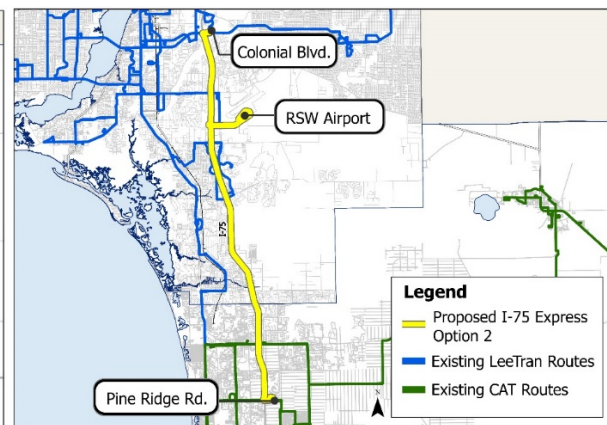 Colonial Blvd.
RSW Airport
I-75
Legend
Proposed I-75 Express
Option 2
Existing LeeTran Routes
Existing CAT Routes
Pine Ridge Rd.
N